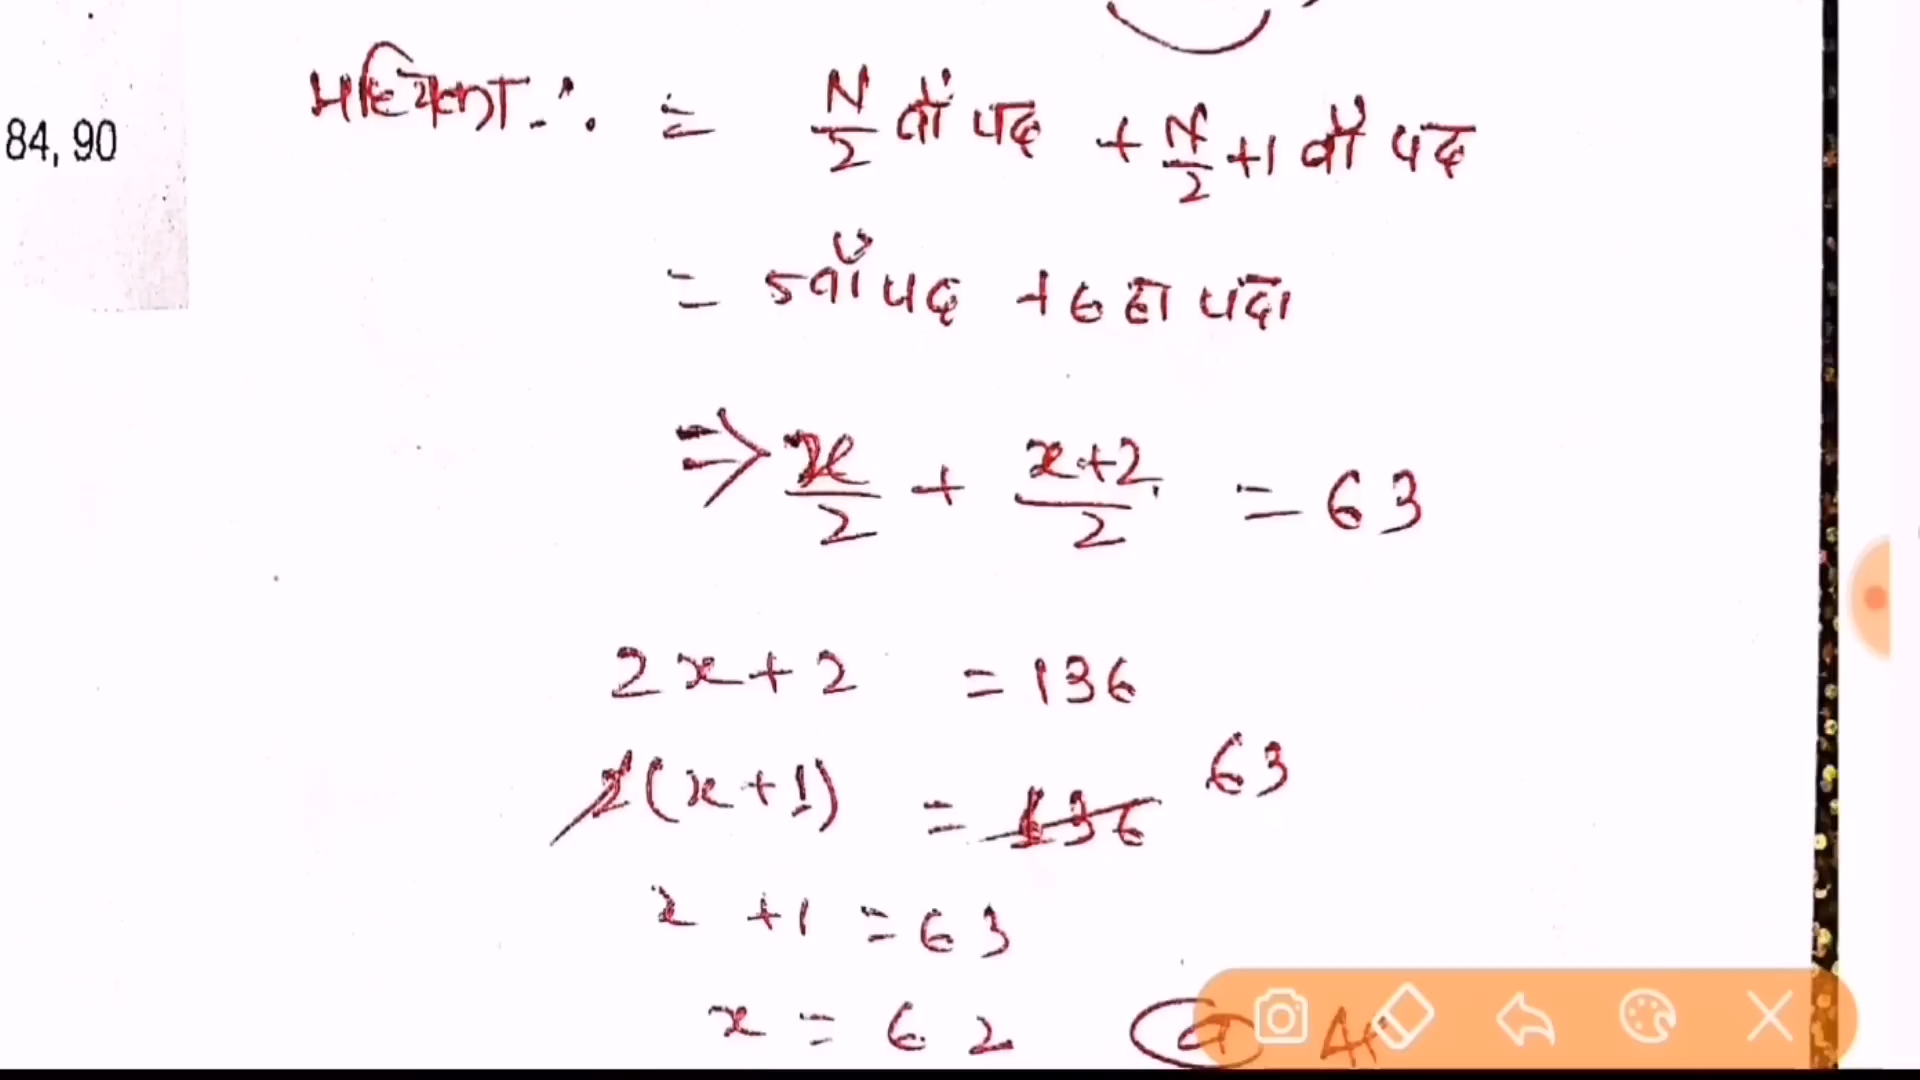 माध्यिका ∴ = N/2 वाँ पद + N/2 +1 वाँ पद
84, 90
= 5वाँ पद + 6 ठा पद
⇒ x/2 + x+2/2 = 63
2x+2 = 136
2(x+1) = 136 63
x +1 = 63
x = 62